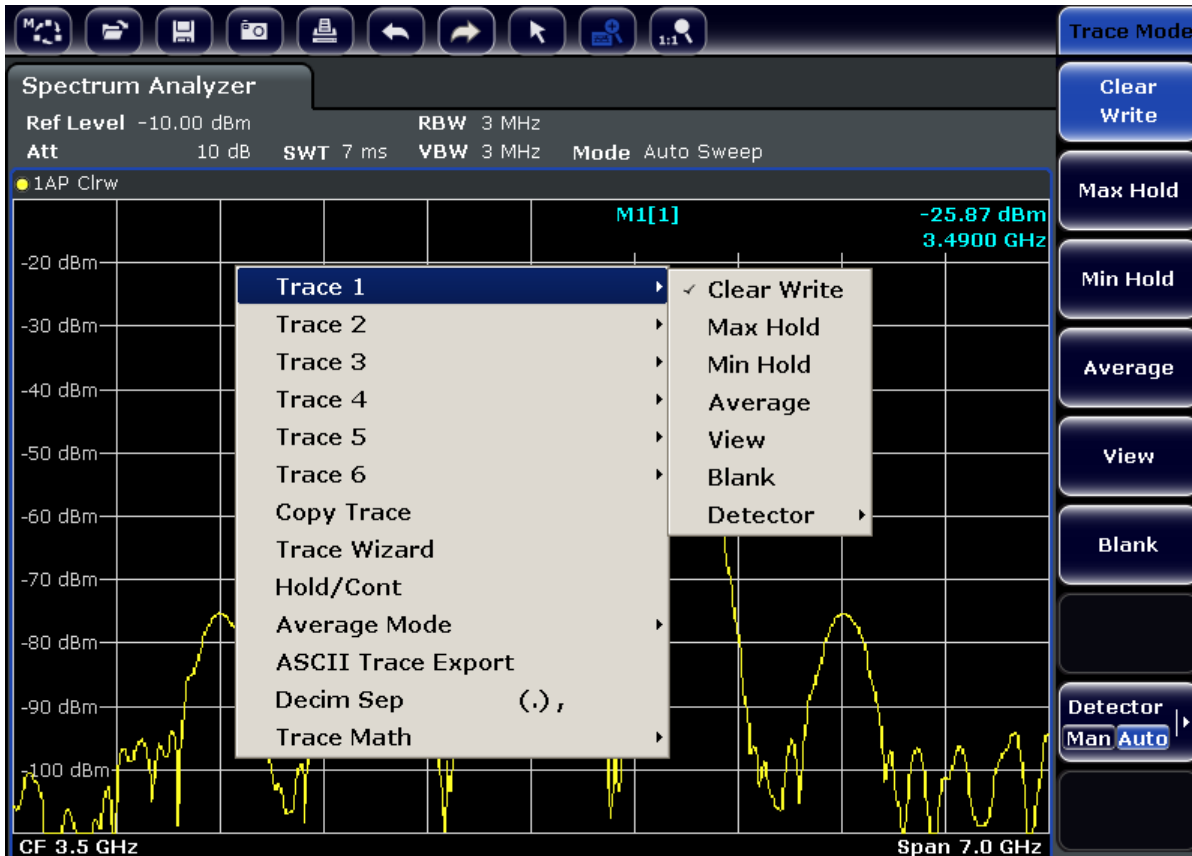 M
1:1
Trace Mode
Spectrum Analyzer
Ref Level -10.00 dBm RBW 3 MHz
Att 10 dB SWT 7 ms VBW 3 MHz Mode Auto Sweep
1AP Clrw
M1[1] -25.87 dBm
3.4900 GHz
-20 dBm
-30 dBm
-40 dBm
-50 dBm
-60 dBm
-70 dBm
-80 dBm
-90 dBm
-100 dBm
CF 3.5 GHz Span 7.0 GHz
Trace 1
Trace 2
Trace 3
Trace 4
Trace 5
Trace 6
Copy Trace
Trace Wizard
Hold/Cont
Average Mode
ASCII Trace Export
Decim Sep (.) ,
Trace Math
Clear Write
Max Hold
Min Hold
Average
View
Blank
Detector
Clear
Write
Max Hold
Min Hold
Average
View
Blank
Detector
Man Auto